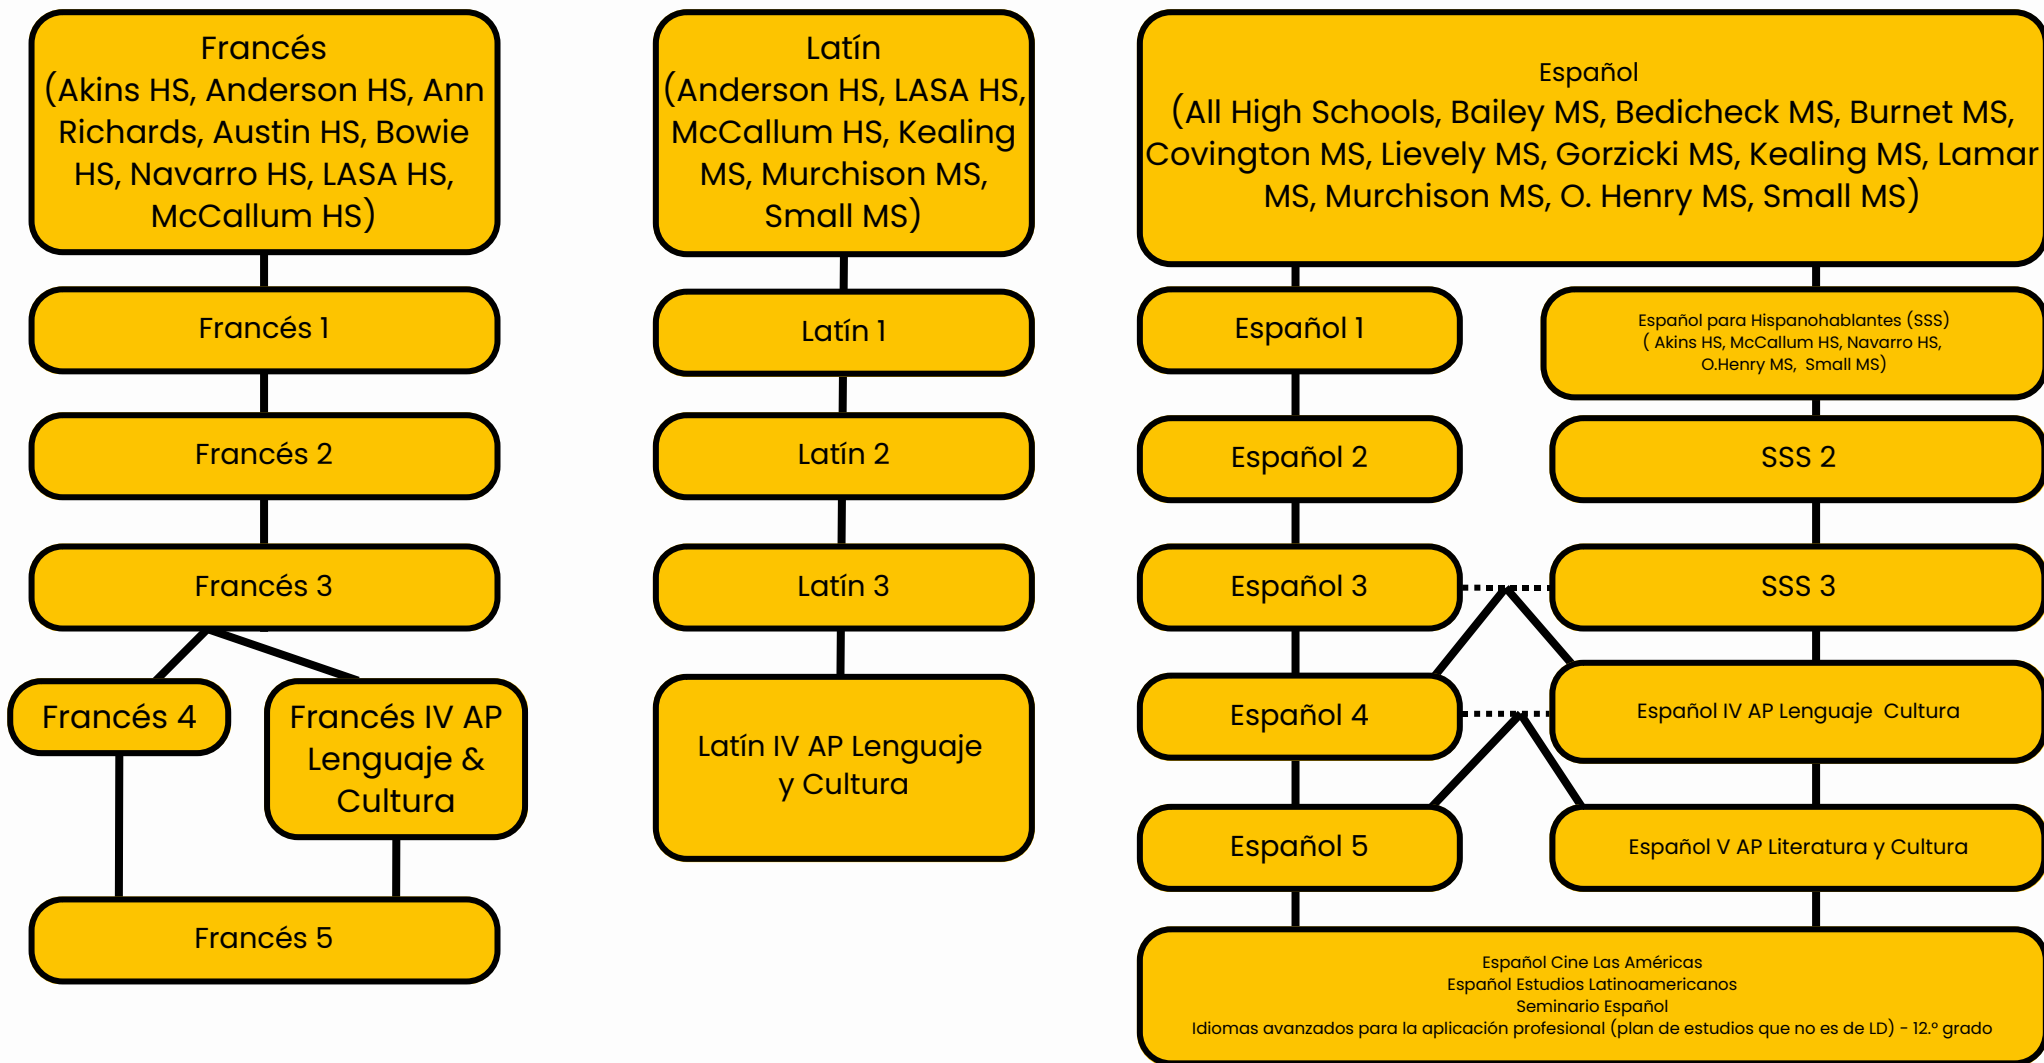 Francés
(Akins HS, Anderson HS, Ann
Richards, Austin HS, Bowie
HS, Navarro HS, LASA HS,
McCallum HS)
Francés 1
Francés 2
Francés 3
Francés 4
Francés IV AP
Lenguaje &
Cultura
Francés 5
Latín
(Anderson HS, LASA HS,
McCallum HS, Kealing
MS, Murchison MS,
Small MS)
Latín 1
Latín 2
Latín 3
Latín IV AP Lenguaje
y Cultura
Español
(All High Schools, Bailey MS, Bedicheck MS, Burnet MS,
Covington MS, Lievely MS, Gorzicki MS, Kealing MS, Lamar
MS, Murchison MS, O. Henry MS, Small MS)
Español 1
Español 2
Español 3
Español 4
Español 5
Español para Hispanohablantes (SSS)
( Akins HS, McCallum HS, Navarro HS,
O.Henry MS, Small MS)
SSS 2
SSS 3
Español IV AP Lenguaje Cultura
Español V AP Literatura y Cultura
Español Cine Las Américas
Español Estudios Latinoamericanos
Seminario Español
Idiomas avanzados para la aplicación profesional (plan de estudios que no es de LD) - 12.º grado